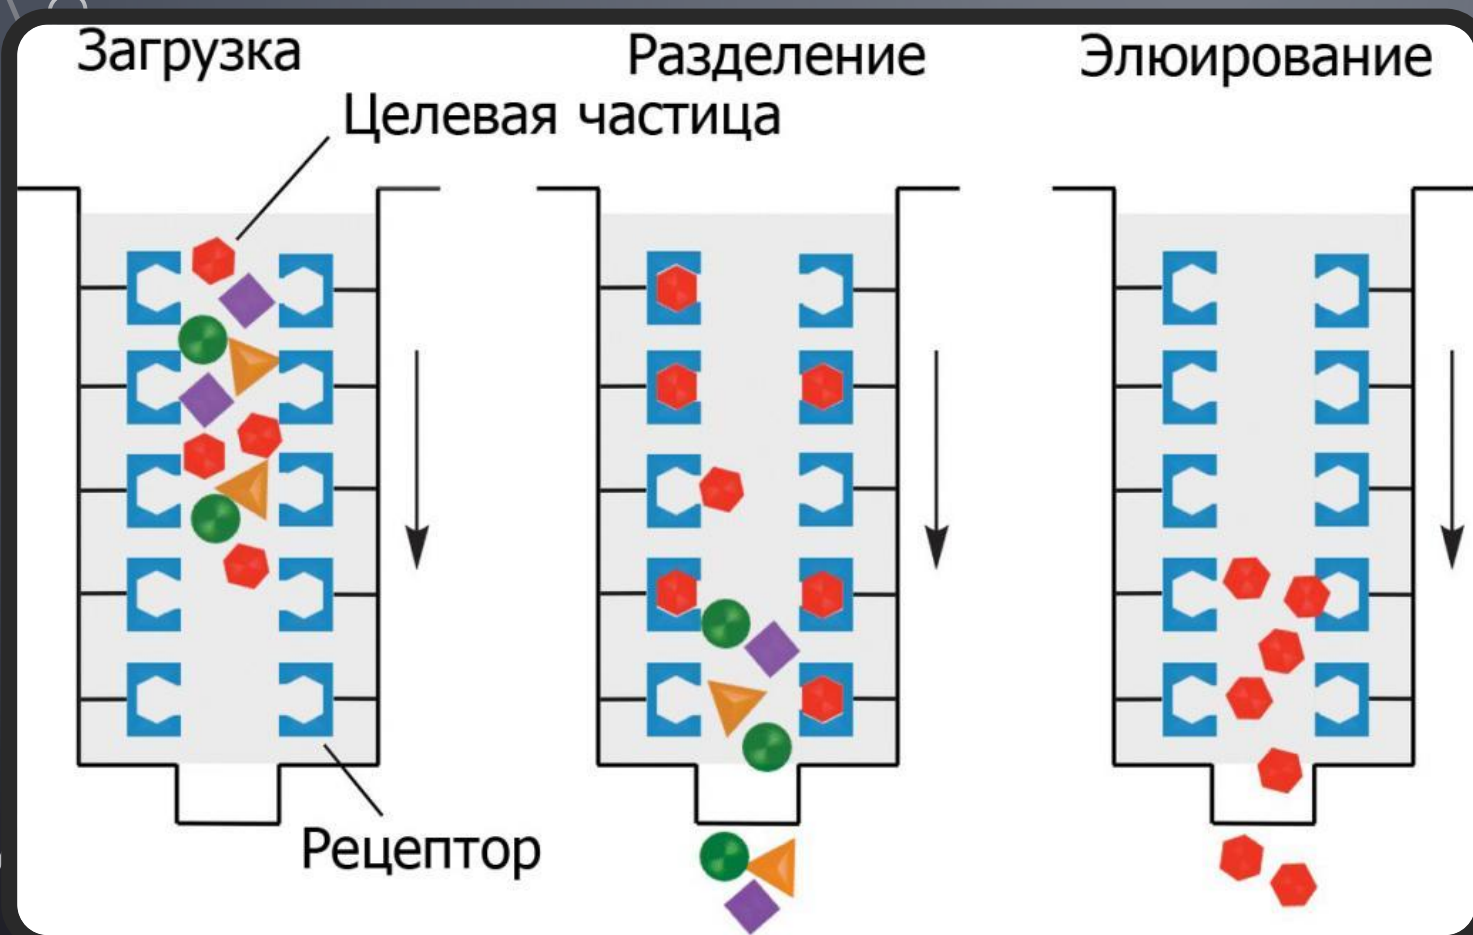 Загрузка
Разделение
Элюирование
Целевая частица
Рецептор